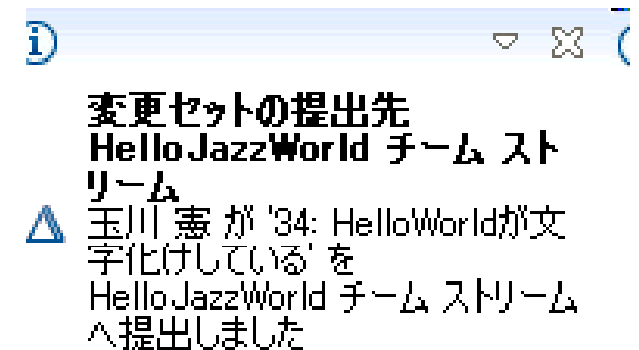 変更セットの提出先
HelloJazzWorld チーム スト
リーム
玉川 憲 が '34: HelloWorldが文
字化けしている' を
HelloJazzWorld チーム ストリーム
へ提出しました